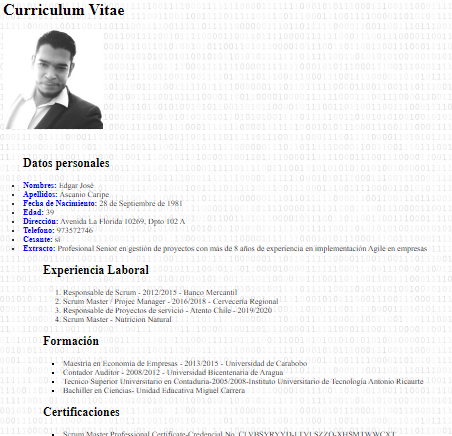 Curriculum Vitae
Datos personales
Nombres: Edgar José
Apellidos: Ascanio Caripe
Fecha de Nacimiento: 28 de Septiembre de 1981
Edad: 39
Dirección: Avenida La Florida 10269, Dpto 102 A
Telefono: 973572746
Cesante: si
Extracto: Profesional Senior en gestión de proyectos con más de 8 años de experiencia en implementación Agile en empresas
Experiencia Laboral
1. Responsable de Scrum - 2012/2015 - Banco Mercantil
2. Scrum Master / Projec Manager - 2016/2018 - Cervecería Regional
3. Responsable de Proyectos de servicio - Atento Chile - 2019/2020
4. Scrum Master - Nutricion Natural
Formación
Maestria en Economía de Empresas - 2013/2015 - Universidad de Carabobo
Contador Auditor - 2008/2012 - Universidad Bicentenaria de Aragua
Tecnico Superior Universitario en Contaduria-2005/2008-Instituto Universitario de Tecnología Antonio Ricaurte
Bachiller en Ciencias- Unidad Educativa Miguel Carrera
Certificaciones
Scrum Master Professional Certificate-Credencial No.